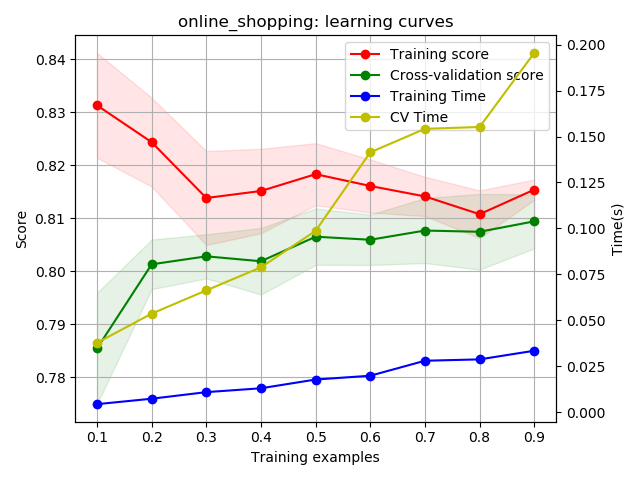 online_shopping: learning curves
Training score
Cross-validation score
Training Time
CV Time
Score
0.84
0.83
0.82
0.81
0.80
0.79
0.78
0.200
0.175
0.150
0.125
0.100
0.075
0.050
0.025
0.000
Time(s)
0.1 0.2 0.3 0.4 0.5 0.6 0.7 0.8 0.9
Training examples